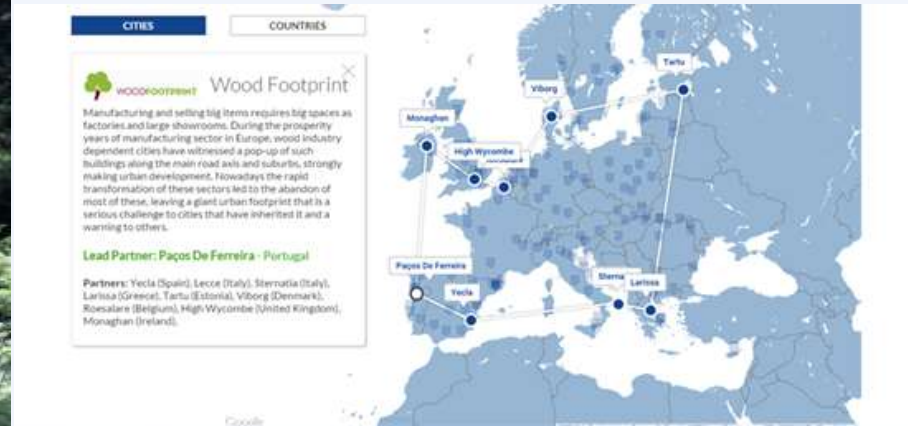 CITIES
COUNTRIES
WOODFOOTPRINT
Wood Footprint
Manufacturing and selling big items requires big spaces as
factories and large showrooms. During the prosperity
years of manufacturing sector in Europe, wood industry
dependent cities have witnessed a pop-up of such
buildings along the main road axis and suburbs, strongly
making urban development. Nowadays the rapid
transformation of these sectors led to the abandon of
most of these, leaving a giant urban footprint that is a
serious challenge to cities that have inherited it and a
warning to others.
Lead Partner: Paços De Ferreira - Portugal
Partners: Yecla (Spain), Lecce (Italy), Sternatia (Italy),
Larissa (Greece), Tartu (Estonia), Viborg (Denmark),
Roesalare (Belgium), High Wycombe (United Kingdom),
Monaghan (Ireland),
Tartu
Viborg
Monaghan
High Wycombe
Paços De Ferreira
Yecla
Sterna
Larissa
Google